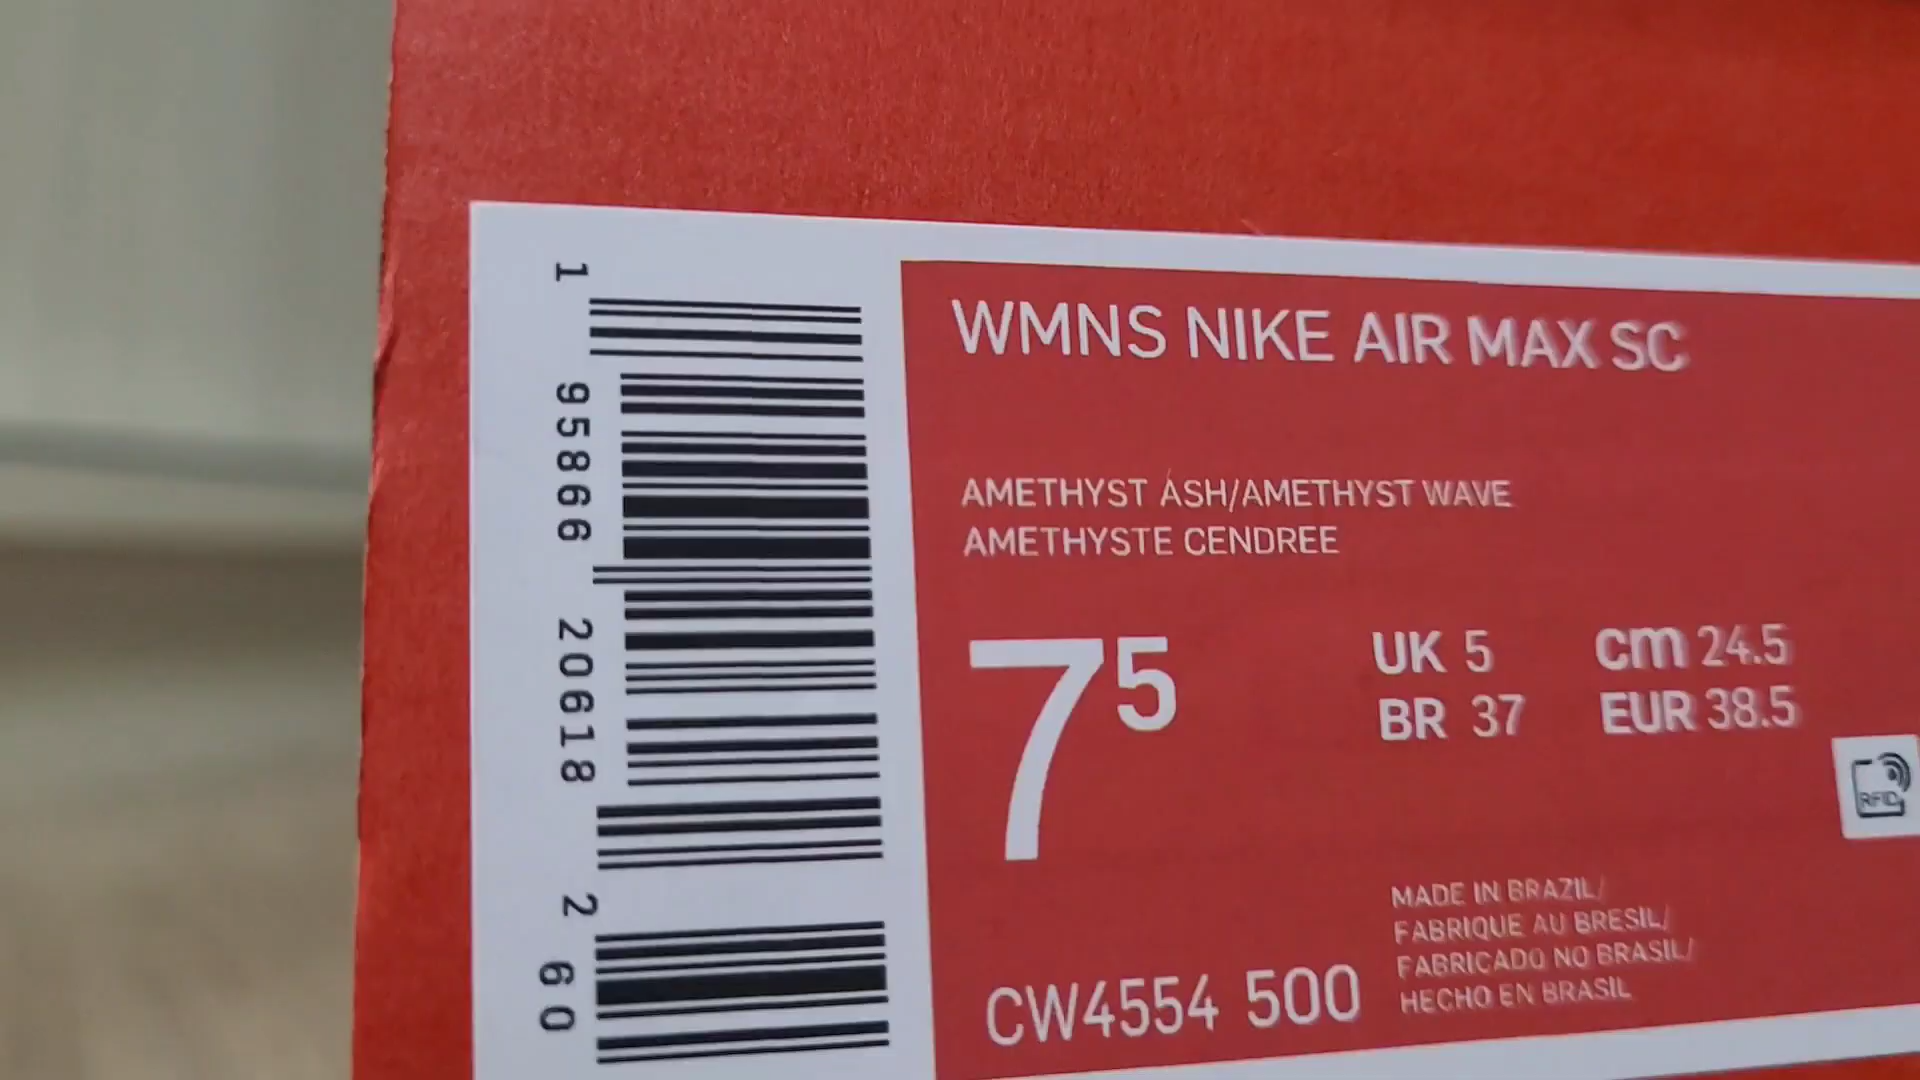 1 95866 20618 2 60
WMNS NIKE AIR MAX SC
AMETHYST ASH/AMETHYST WAVE
AMETHYSTE CENDREE
7 5
UK 5 cm 24.5
BR 37 EUR 38.5
RFID
MADE IN BRAZIL/
FABRIQUE AU BRESIL/
FABRICADO NO BRASIL/
HECHO EN BRASIL
CW4554 500